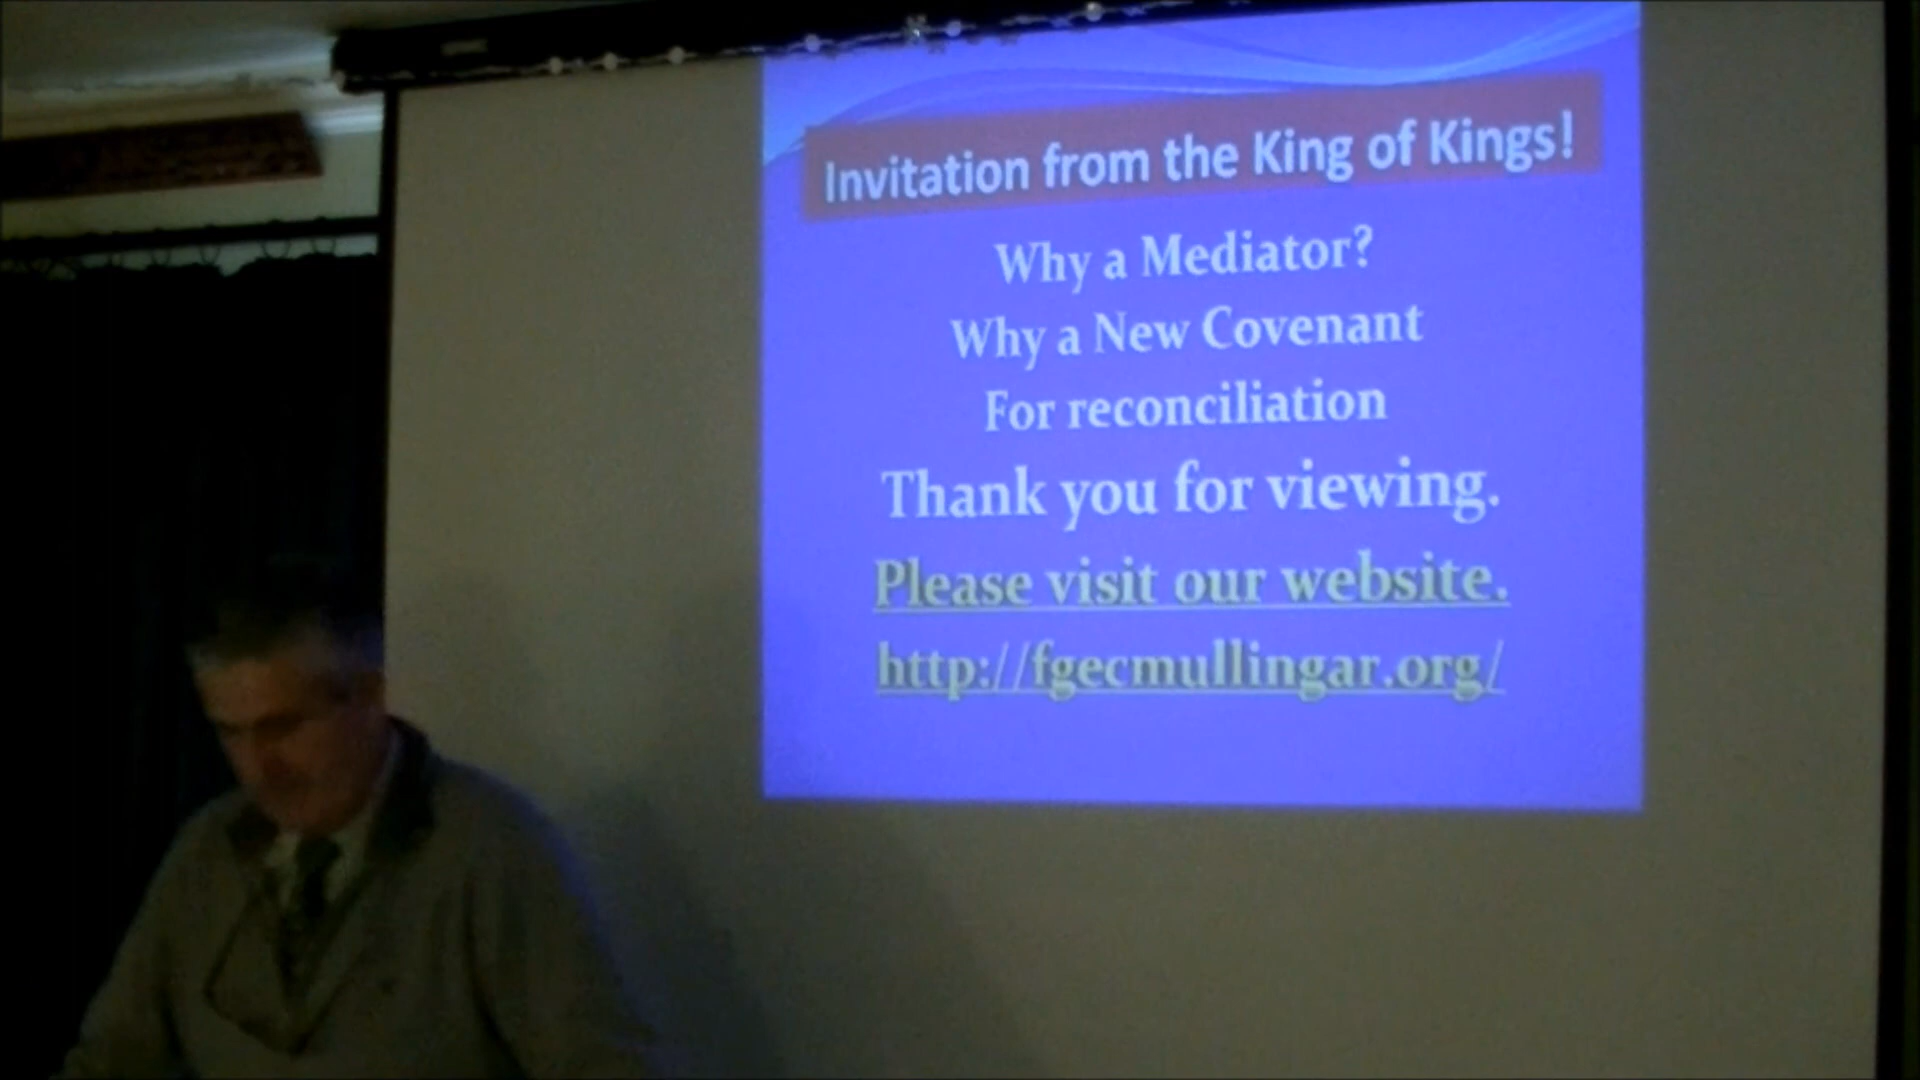 Invitation from the King of Kings!
Why a Mediator?
Why a New Covenant
For reconciliation
Thank you for viewing.
Please visit our website.
http://fgecmullingar.org/